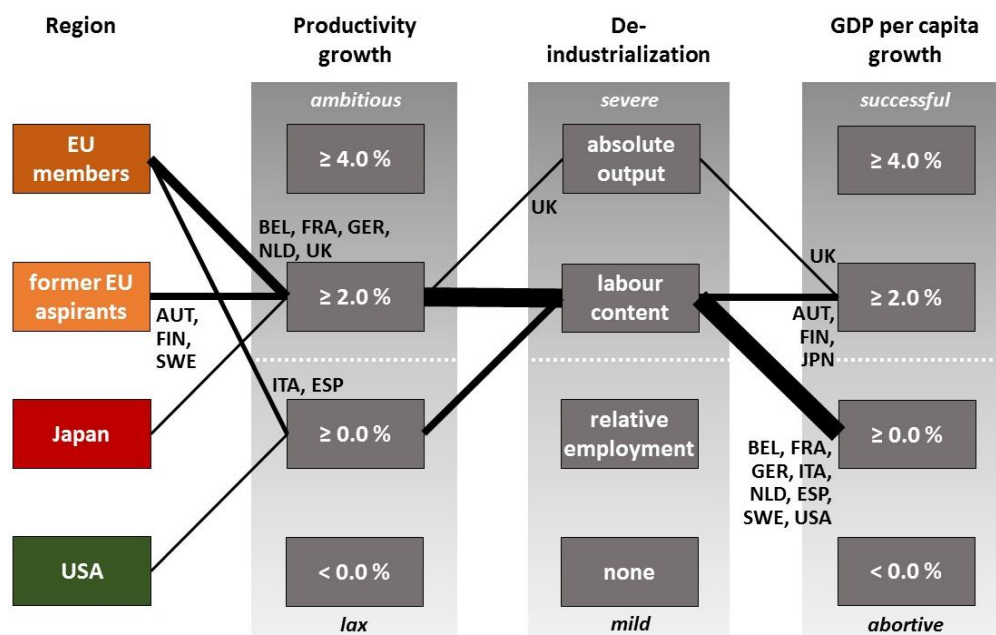 Region
Productivity
growth
De-
industrialization
GDP per capita
growth
ambitious
severe
successful
EU
members
≥ 4.0 %
absolute
output
≥ 4.0 %
UK
BEL, FRA, GER,
NLD, UK
UK
former EU
aspirants
≥ 2.0 %
labour
content
≥ 2.0 %
AUT,
FIN,
SWE
AUT,
FIN,
JPN
ITA, ESP
Japan
≥ 0.0 %
relative
employment
≥ 0.0 %
BEL, FRA,
GER, ITA,
NLD, ESP,
SWE, USA
USA
< 0.0 %
none
< 0.0 %
lax
mild
abortive